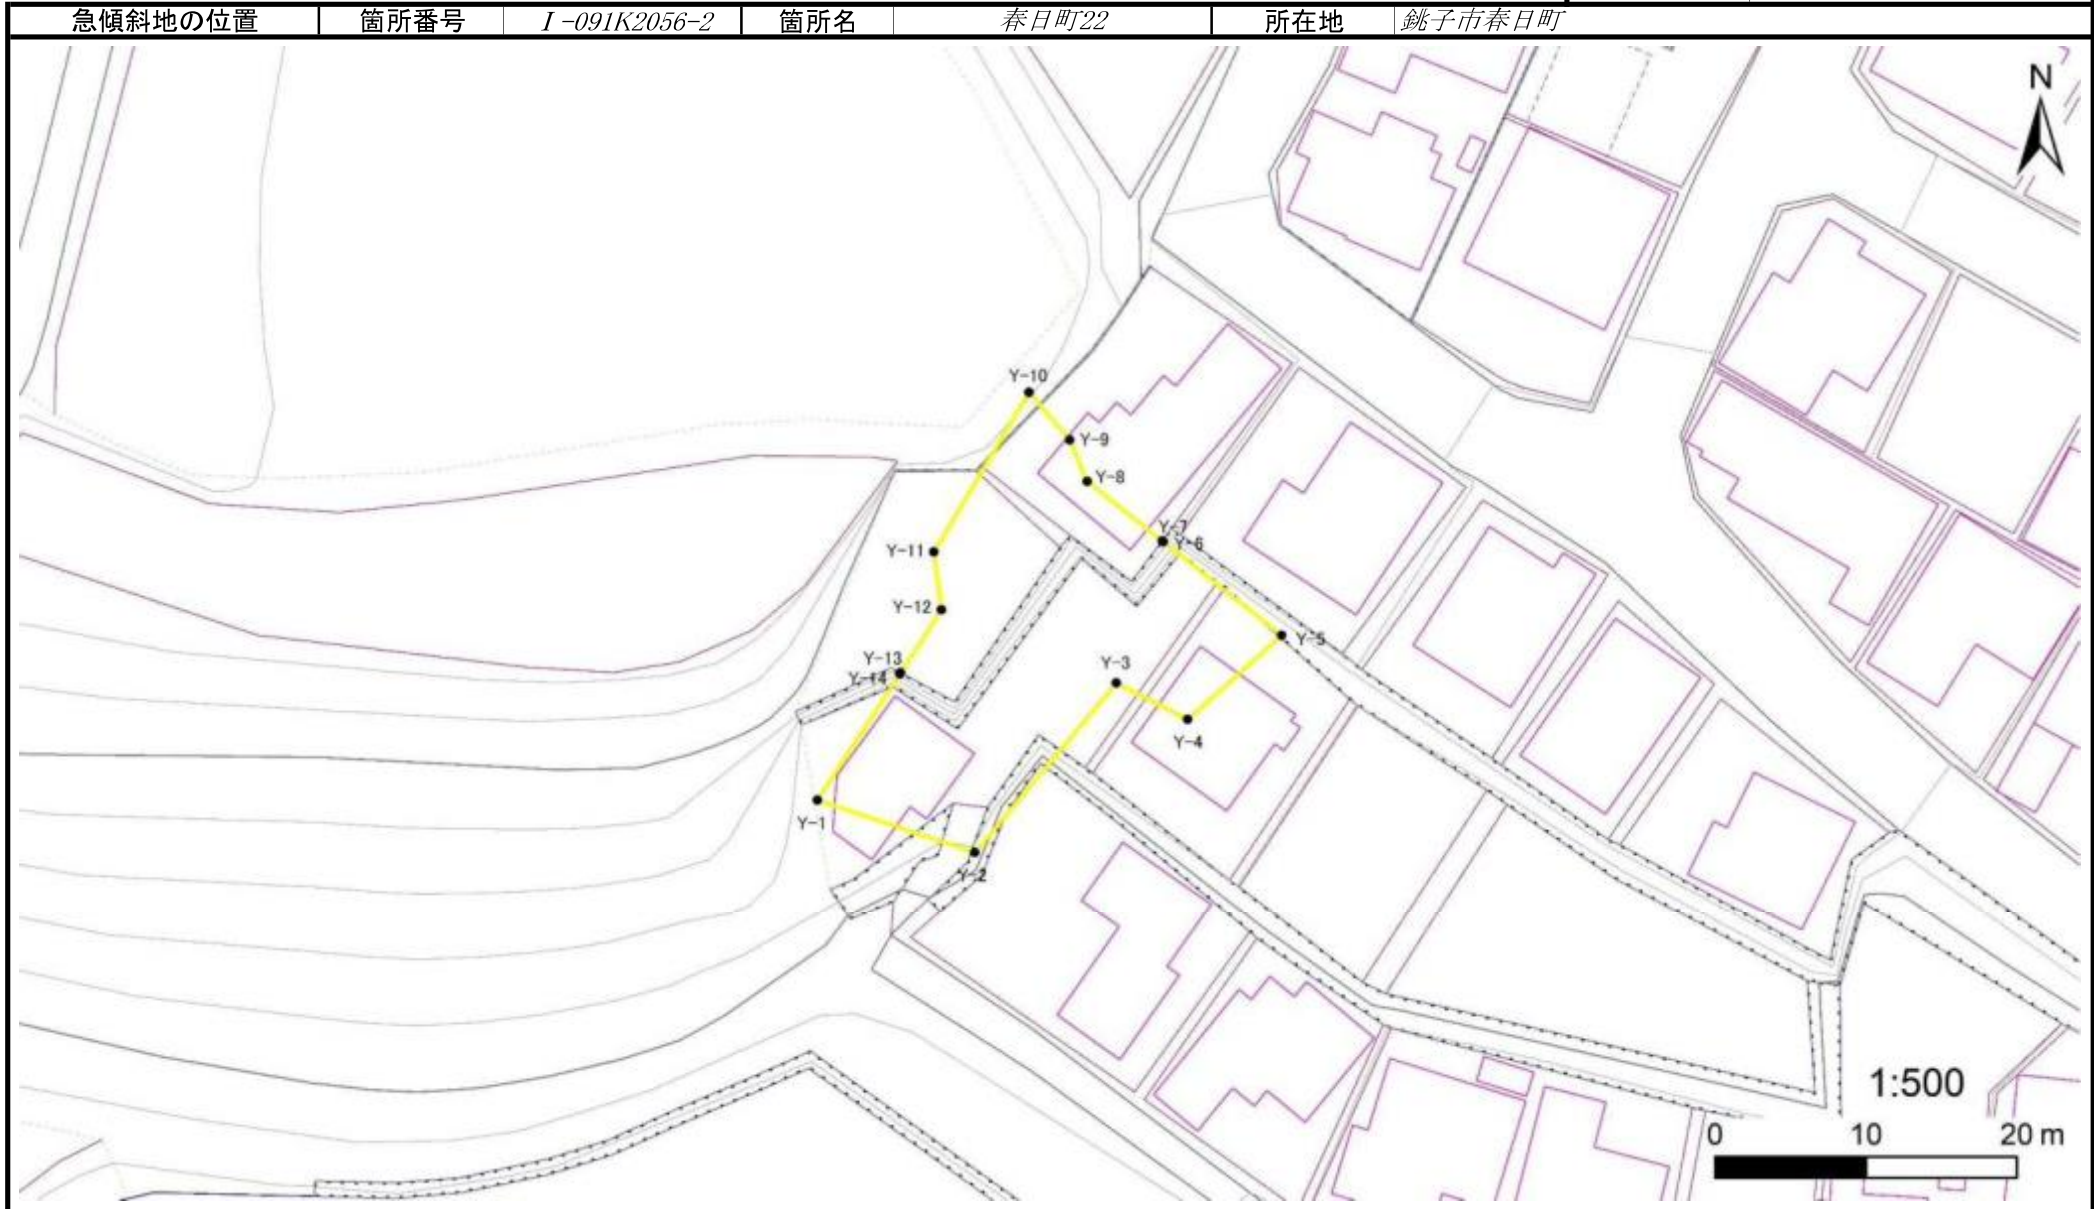 急傾斜地の位置 箇所番号 I-091K2056-2 箇所名 春日町22 所在地 銚子市春日町
N
Y-10
Y-9
Y-8
Y-7
Y-11
Y-6
Y-12
Y-5
Y-13
Y-3
Y-14
Y-4
Y-1
Y-2
1:500
0 10 20 m